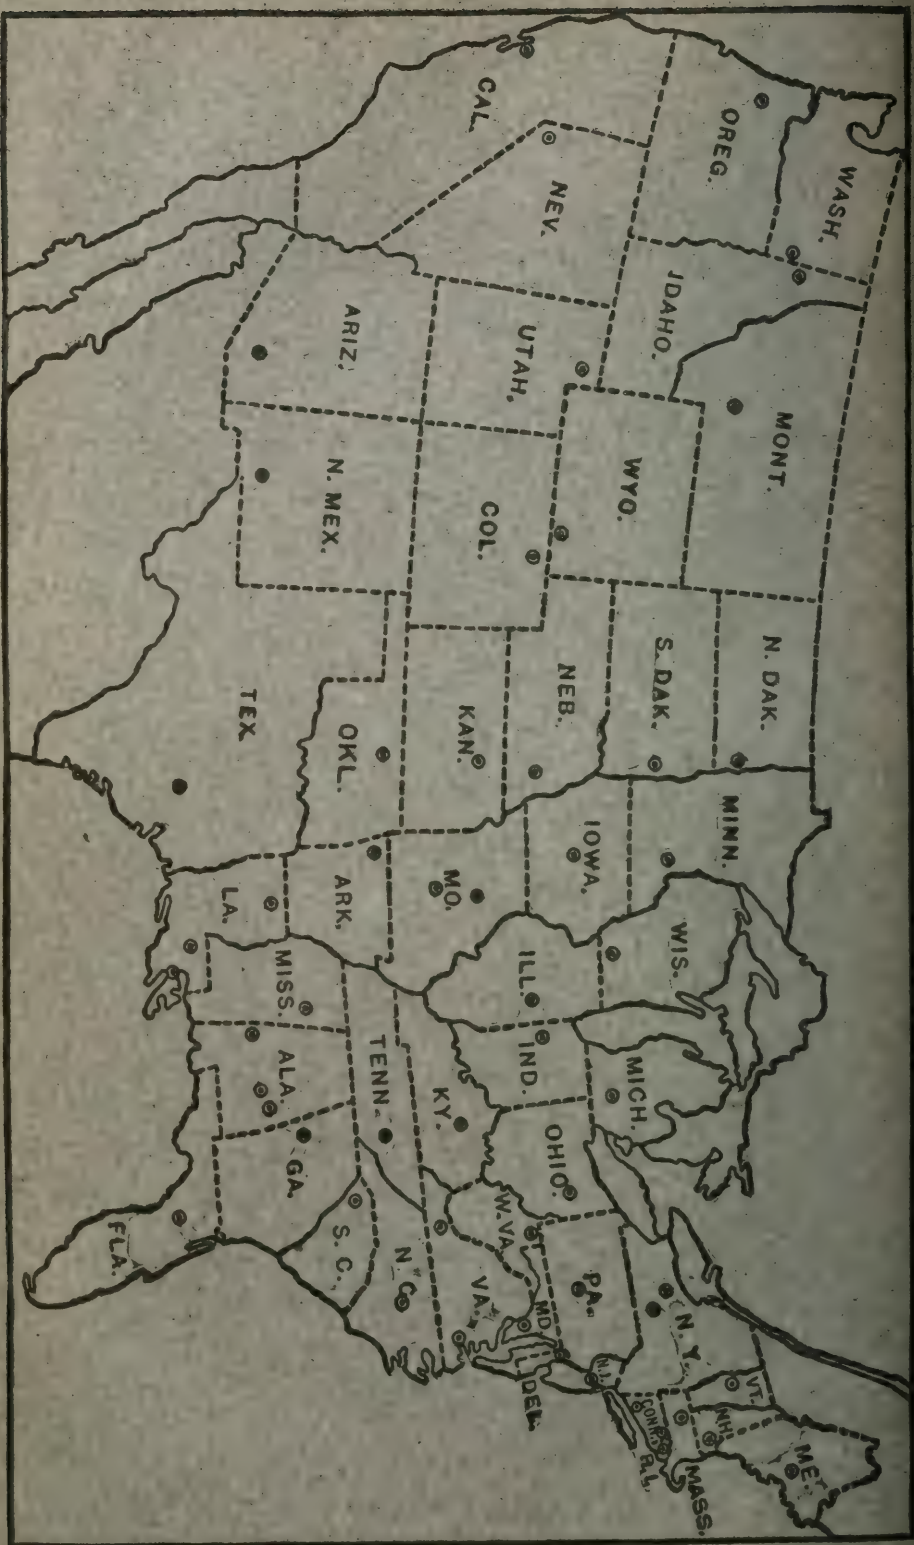 WASH.
OREG.
CAL.
NEV.
IDAHO.
MONT.
WYO.
UTAH.
ARIZ.
COL.
N. MEX.
N. DAK.
S. DAK.
NEB.
KAN.
OKL.
TEX.
MINN.
IOWA.
MO.
ARK.
LA.
WIS.
ILL.
MISS.
MICH.
IND.
KY.
TENN.
ALA.
OHIO.
GA.
FLA.
W.VA.
VA.
N. C.
S. C.
PA.
MD.
DEL.
N.J.
N. Y.
VT.
N.H.
ME.
MASS.
CONN.
R.I.